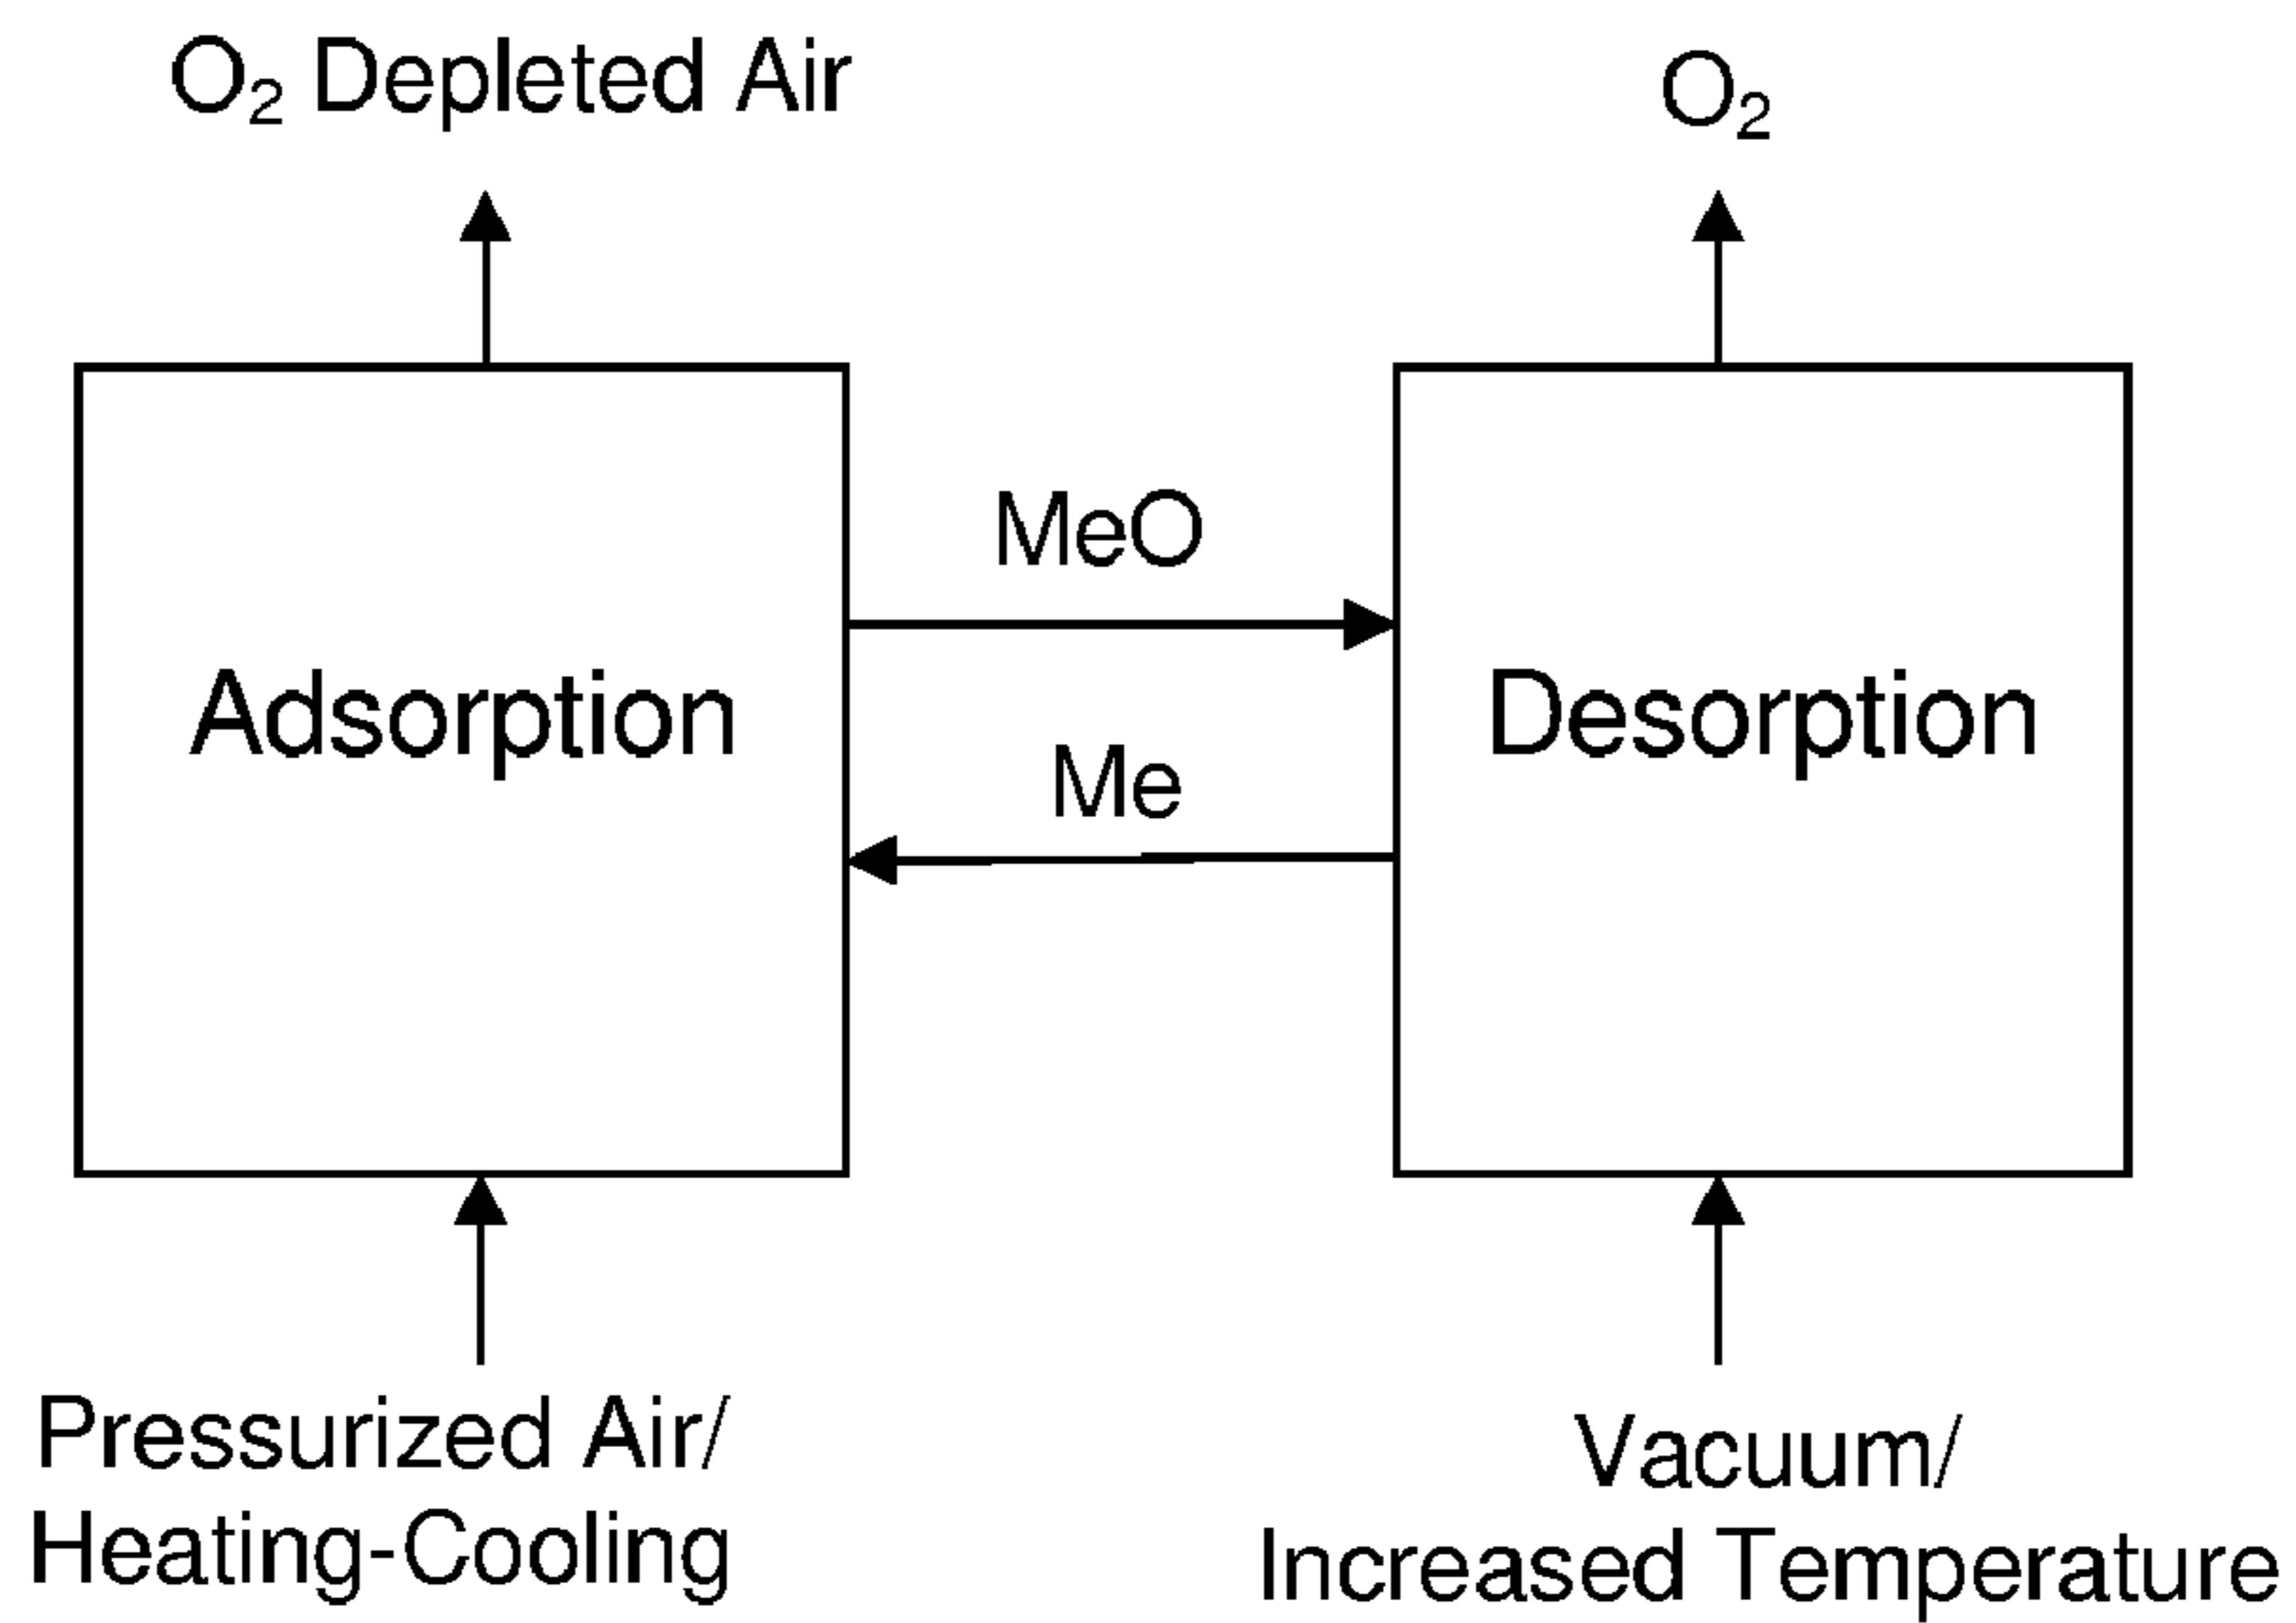 O₂ Depleted Air
O₂
MeO
Adsorption
Desorption
Me
Pressurized Air/
Heating-Cooling
Vacuum/
Increased Temperature